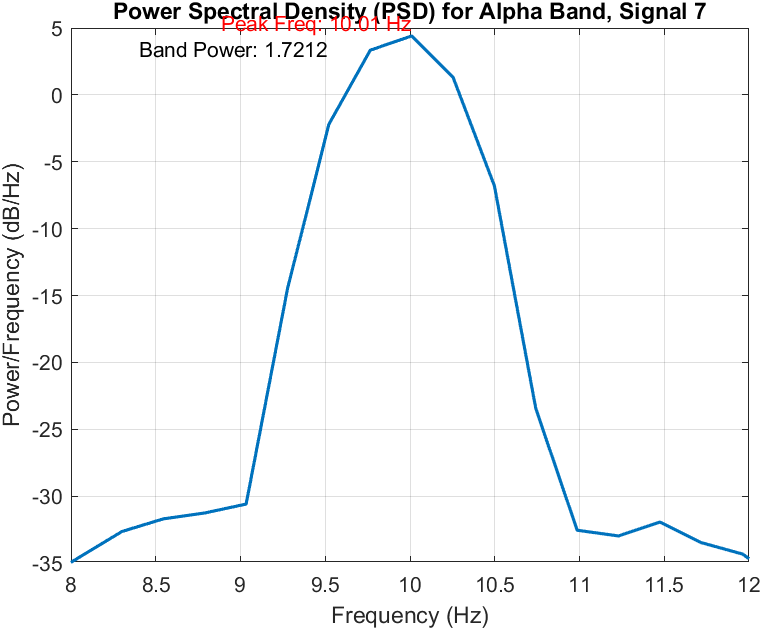 Power Spectral Density (PSD) for Alpha Band, Signal 7
Peak Freq: 10.01 Hz
Band Power: 1.7212
5
0
-5
-10
-15
-20
-25
-30
-35
Power/Frequency (dB/Hz)
8 8.5 9 9.5 10 10.5 11 11.5 12
Frequency (Hz)